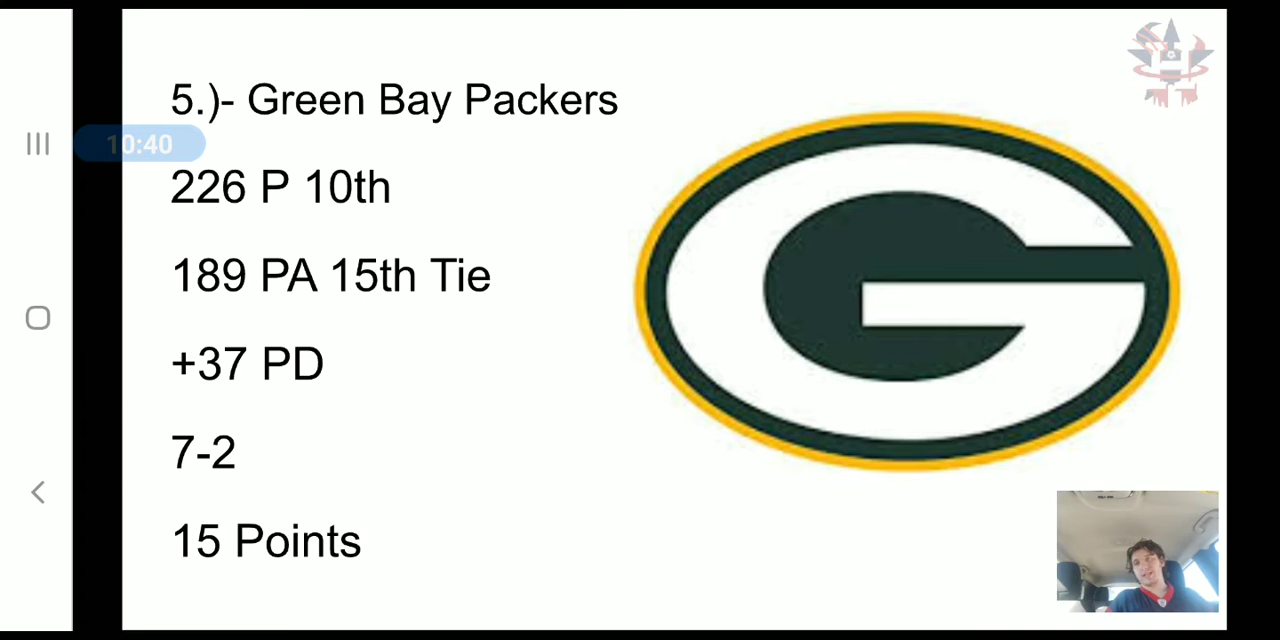 5.)- Green Bay Packers
10:40
226 P 10th
189 PA 15th Tie
+37 PD
7-2
15 Points